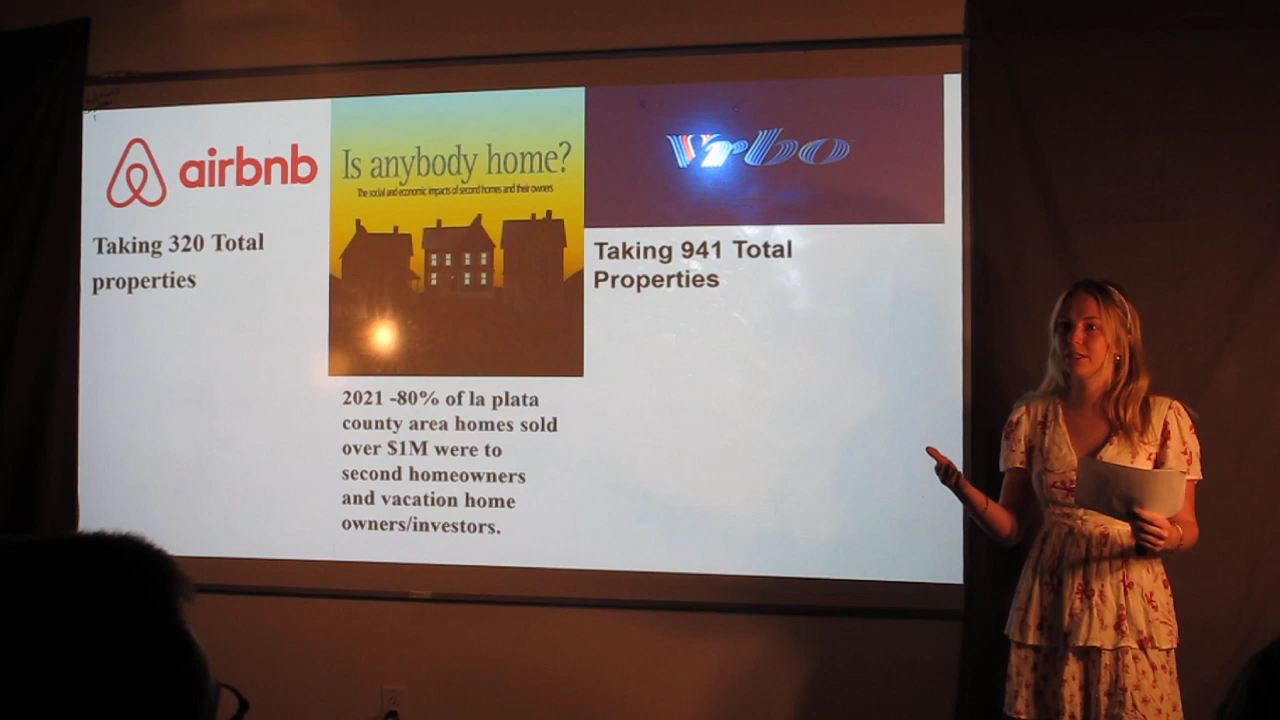 airbnb
Taking 320 Total
properties
Is anybody home?
The social and economic impacts of second homes and their owners
2021 -80% of la plata
county area homes sold
over $1M were to
second homeowners
and vacation home
owners/investors.
Vrbo
Taking 941 Total
Properties